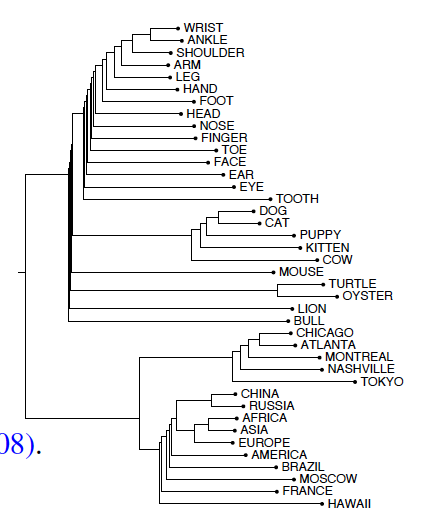 WRIST
ANKLE
SHOULDER
ARM
LEG
HAND
FOOT
HEAD
NOSE
FINGER
TOE
FACE
EAR
EYE
TOOTH
DOG
CAT
PUPPY
KITTEN
COW
MOUSE
TURTLE
OYSTER
LION
BULL
CHICAGO
ATLANTA
MONTREAL
NASHVILLE
TOKYO
CHINA
RUSSIA
AFRICA
ASIA
EUROPE
AMERICA
BRAZIL
MOSCOW
FRANCE
HAWAII
08).